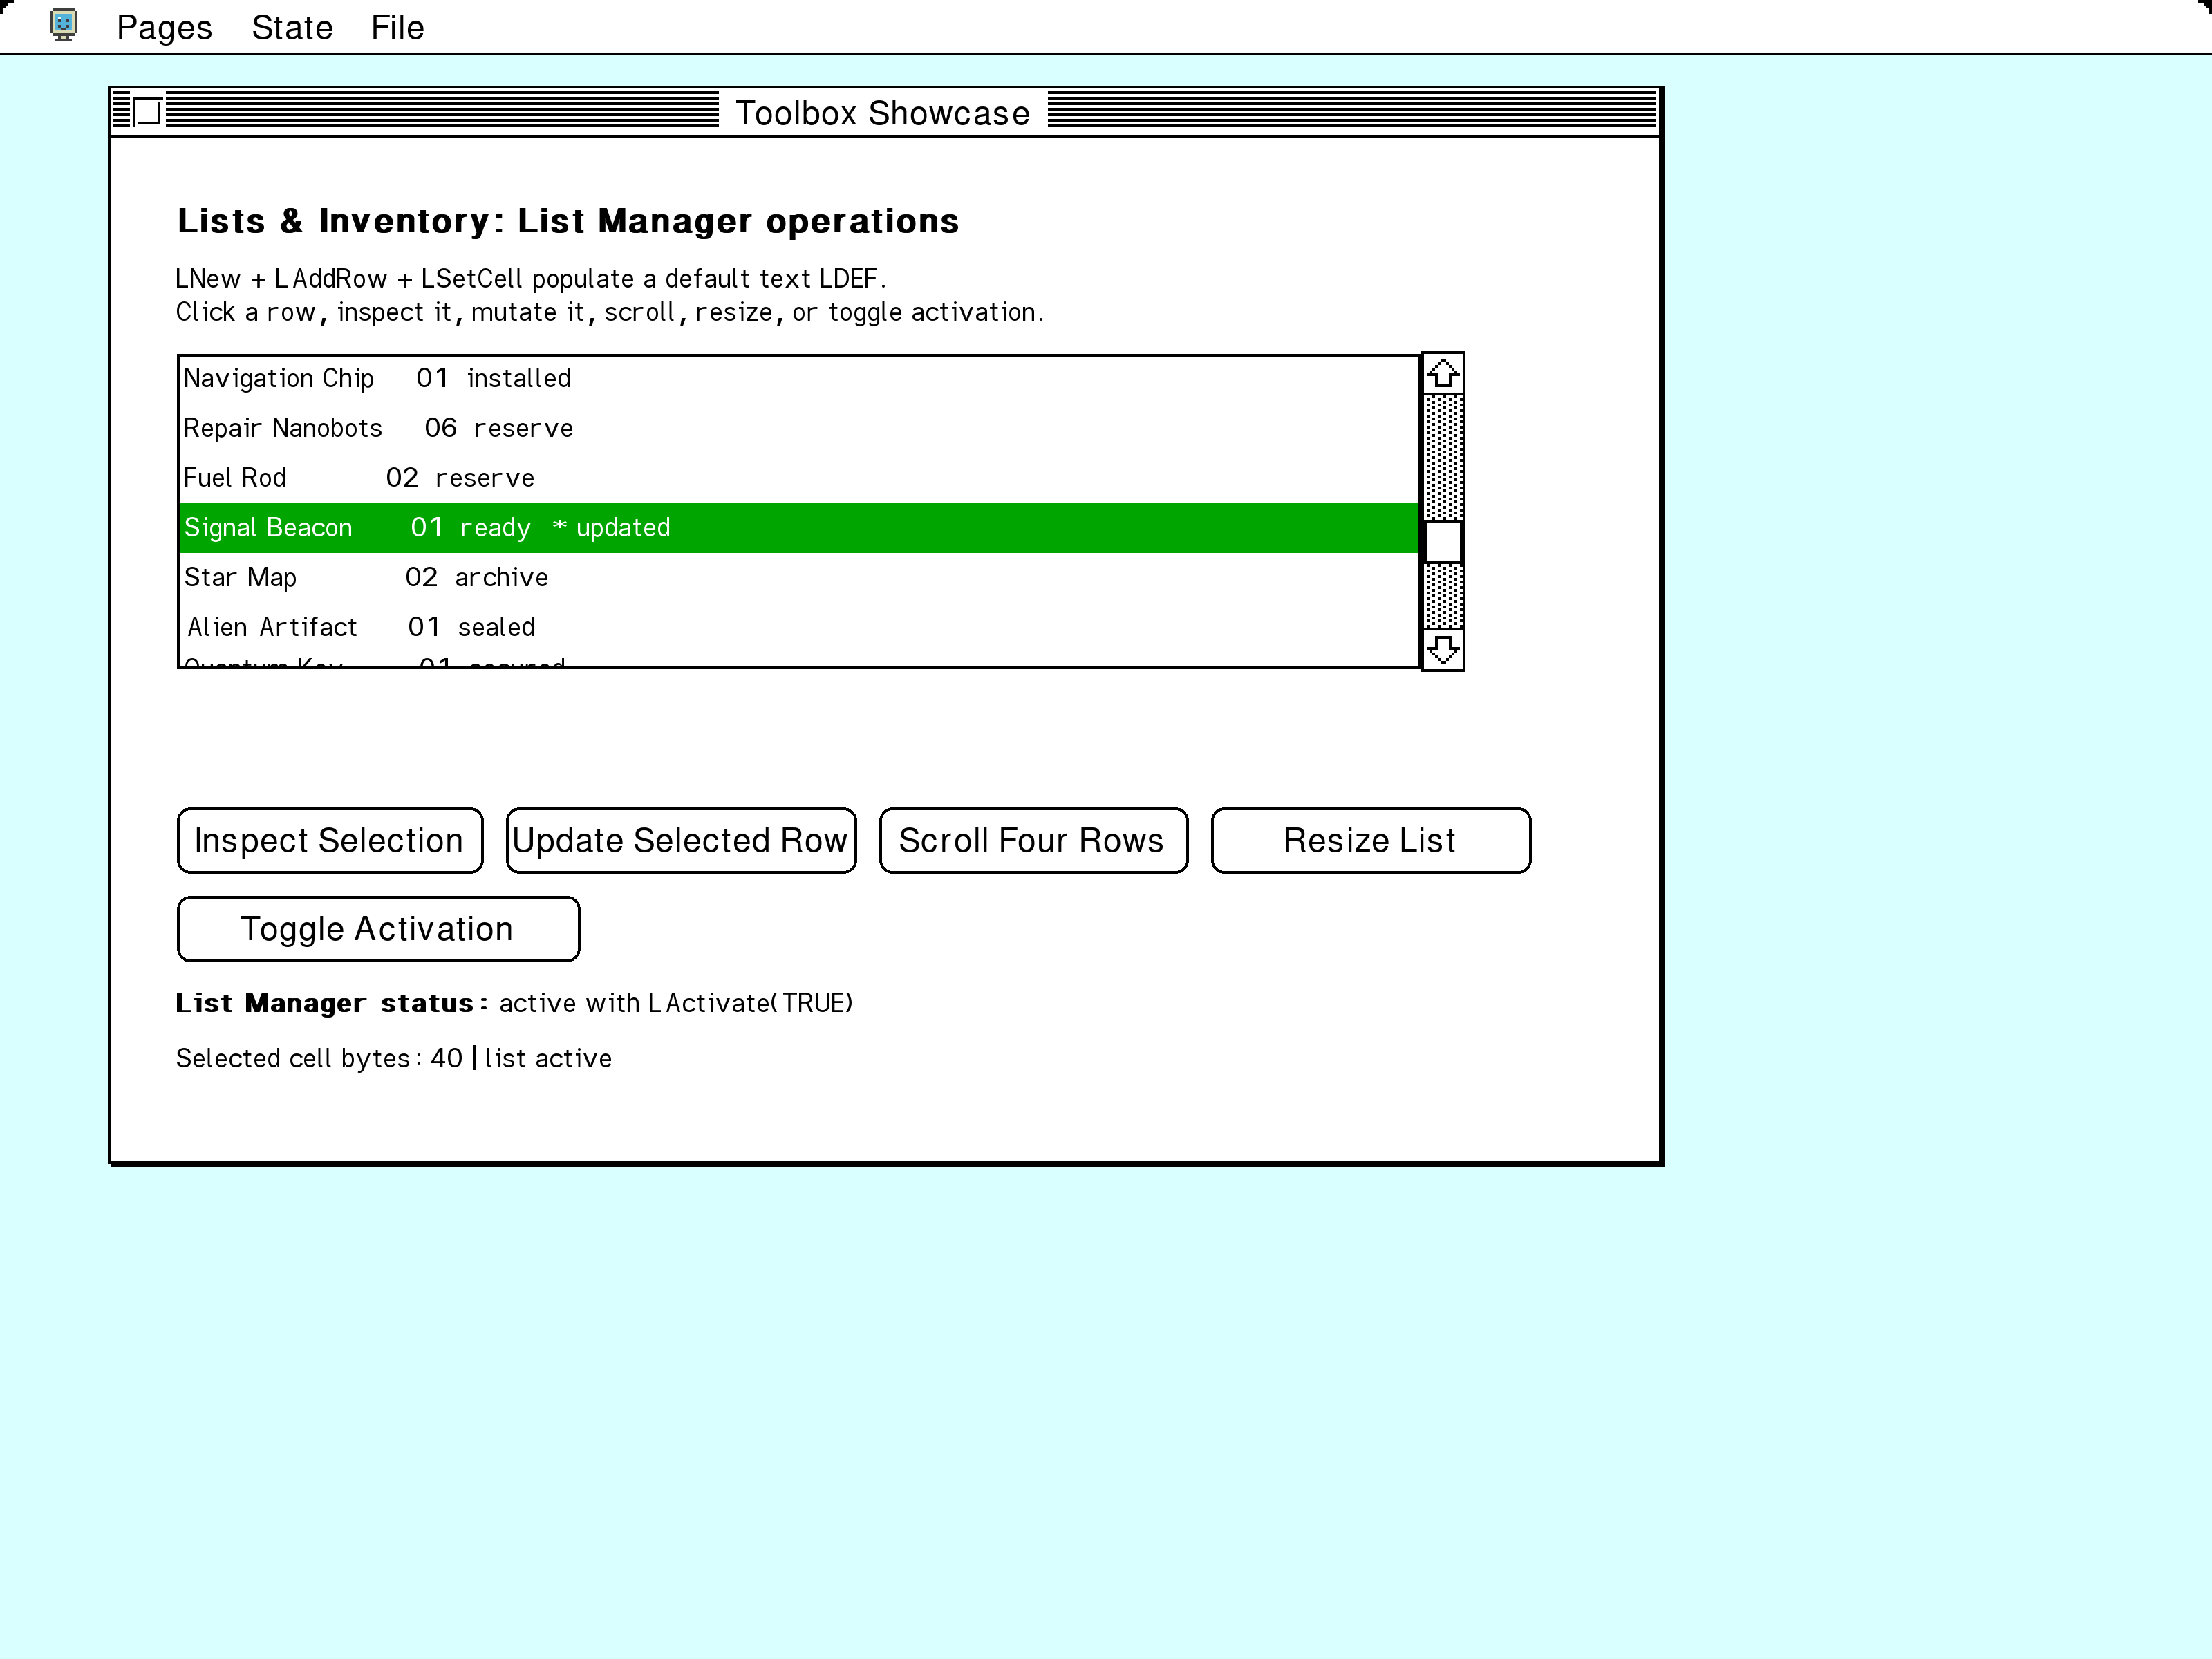 Pages State File
Toolbox Showcase
Lists & Inventory: List Manager operations
LNew + LAddRow + LSetCell populate a default text LDEF.
Click a row, inspect it, mutate it, scroll, resize, or toggle activation.
Navigation Chip 01 installed
Repair Nanobots 06 reserve
Fuel Rod 02 reserve
Signal Beacon 01 ready * updated
Star Map 02 archive
Alien Artifact 01 sealed
Quantum Key 01 secured
Inspect Selection Update Selected Row Scroll Four Rows Resize List
Toggle Activation
List Manager status: active with LActivate(TRUE)
Selected cell bytes: 40 | list active